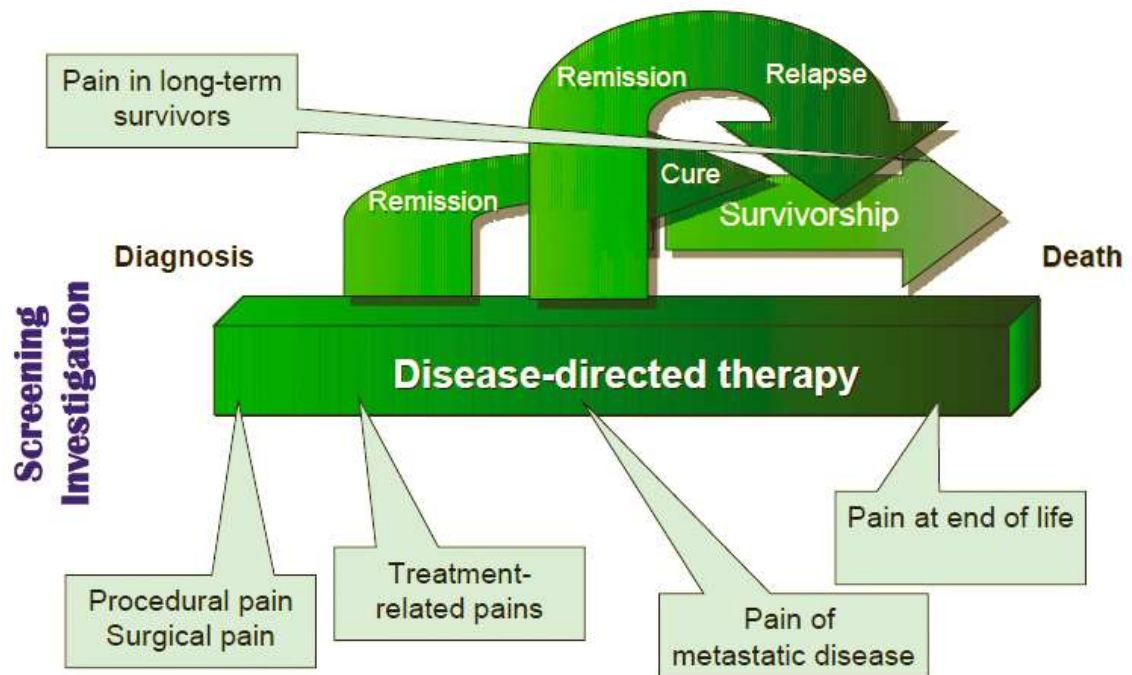 Pain in long-term
survivors
Remission
Relapse
Remission
Cure
Survivorship
Diagnosis
Death
Screening
Investigation
Disease-directed therapy
Procedural pain
Surgical pain
Treatment-
related pains
Pain of
metastatic disease
Pain at end of life